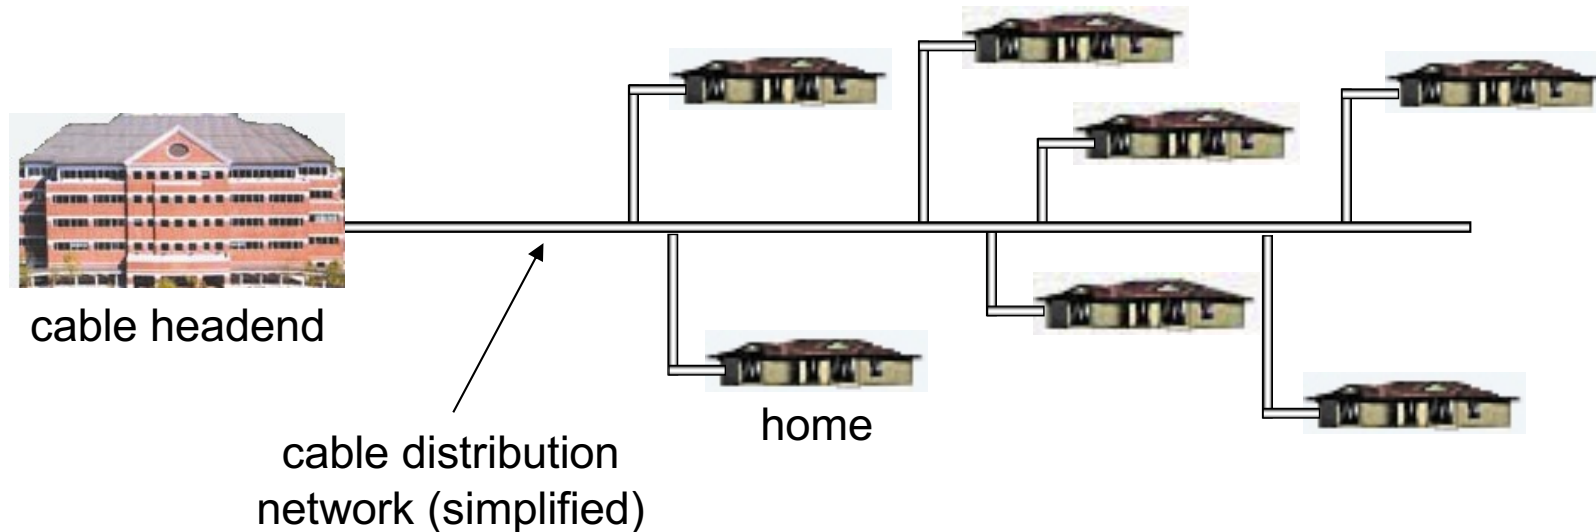 cable headend
home
cable distribution
network (simplified)